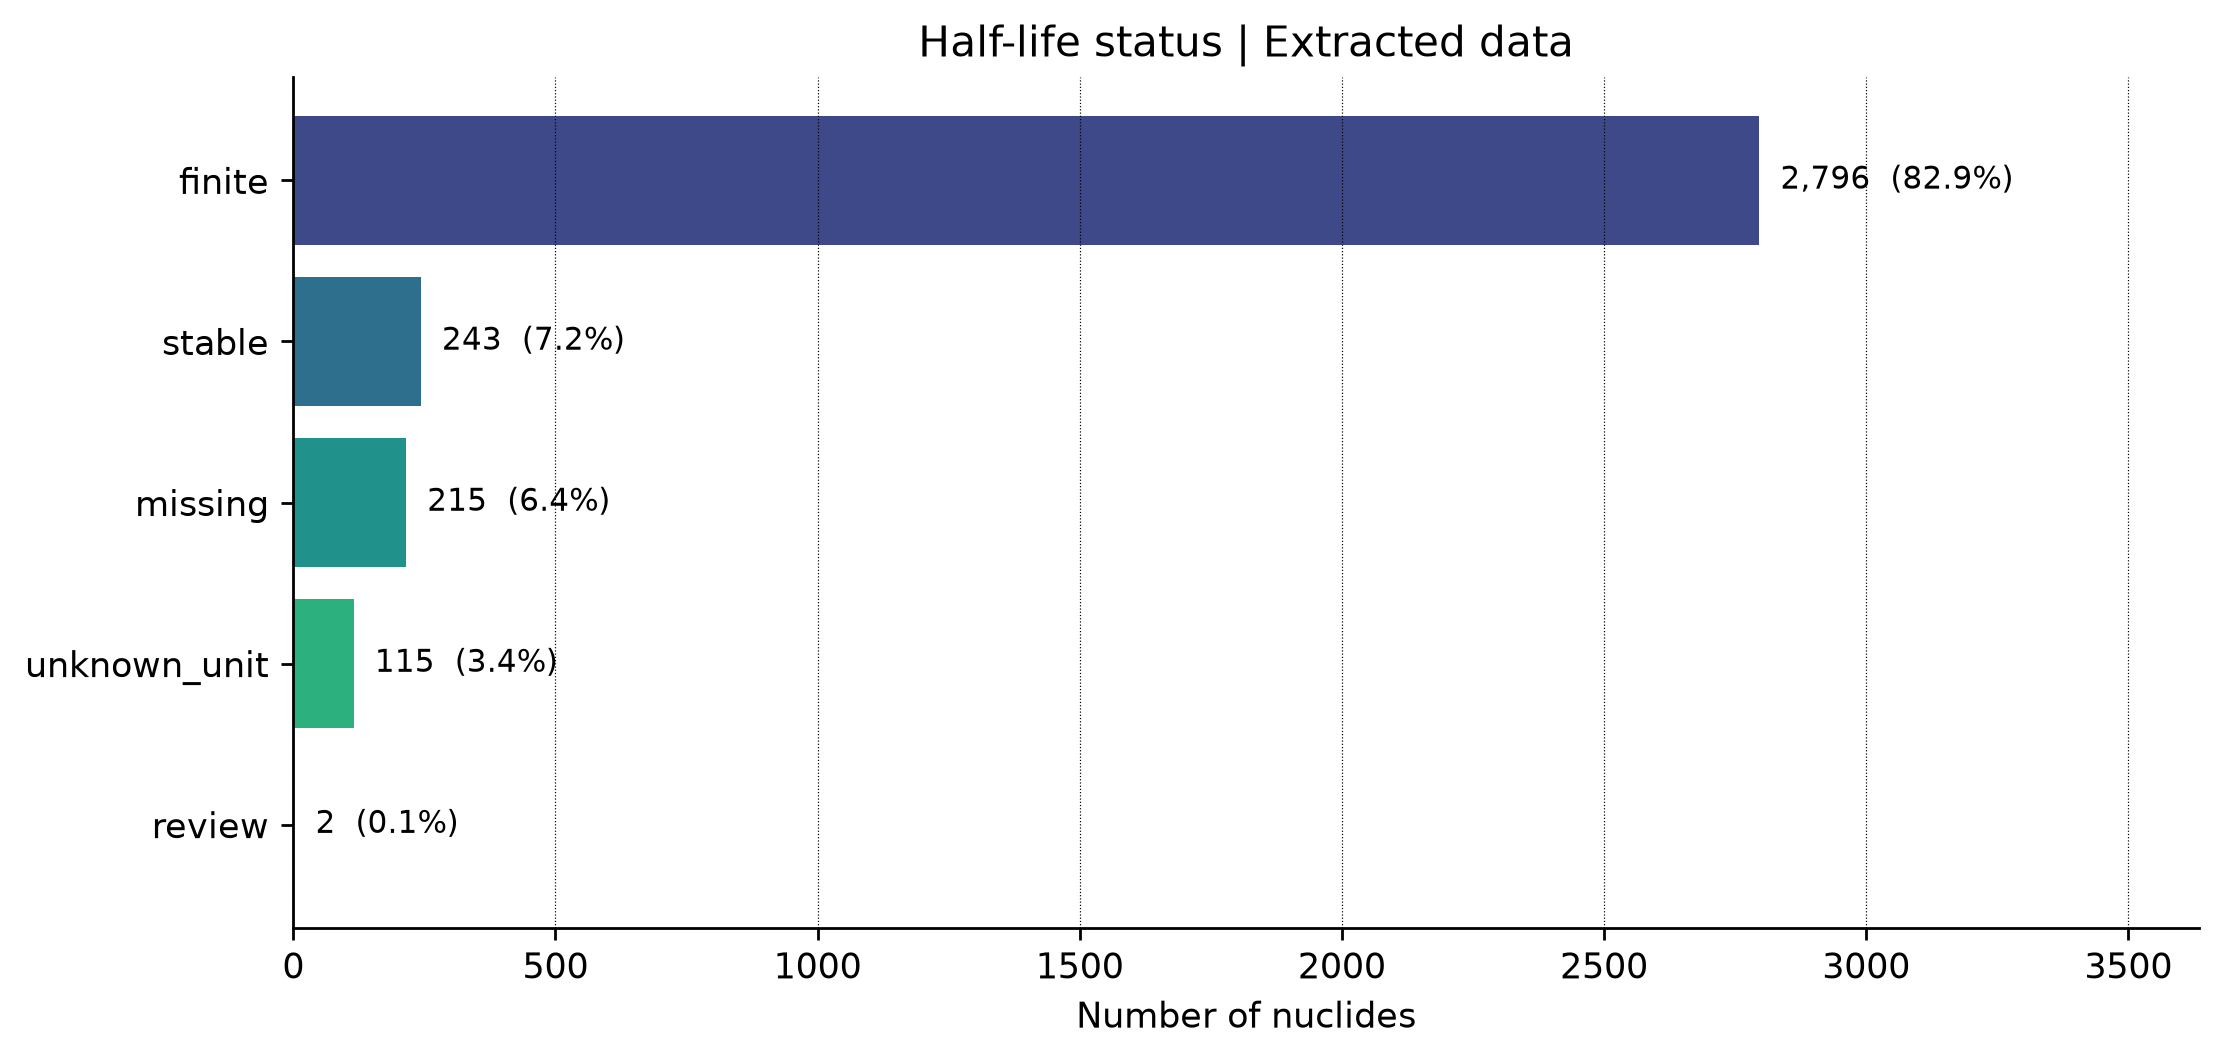 Half-life status | Extracted data
finite
2,796  (82.9%)
stable
243  (7.2%)
missing
215  (6.4%)
unknown_unit
115  (3.4%)
review
2  (0.1%)
0 500 1000 1500 2000 2500 3000 3500
Number of nuclides